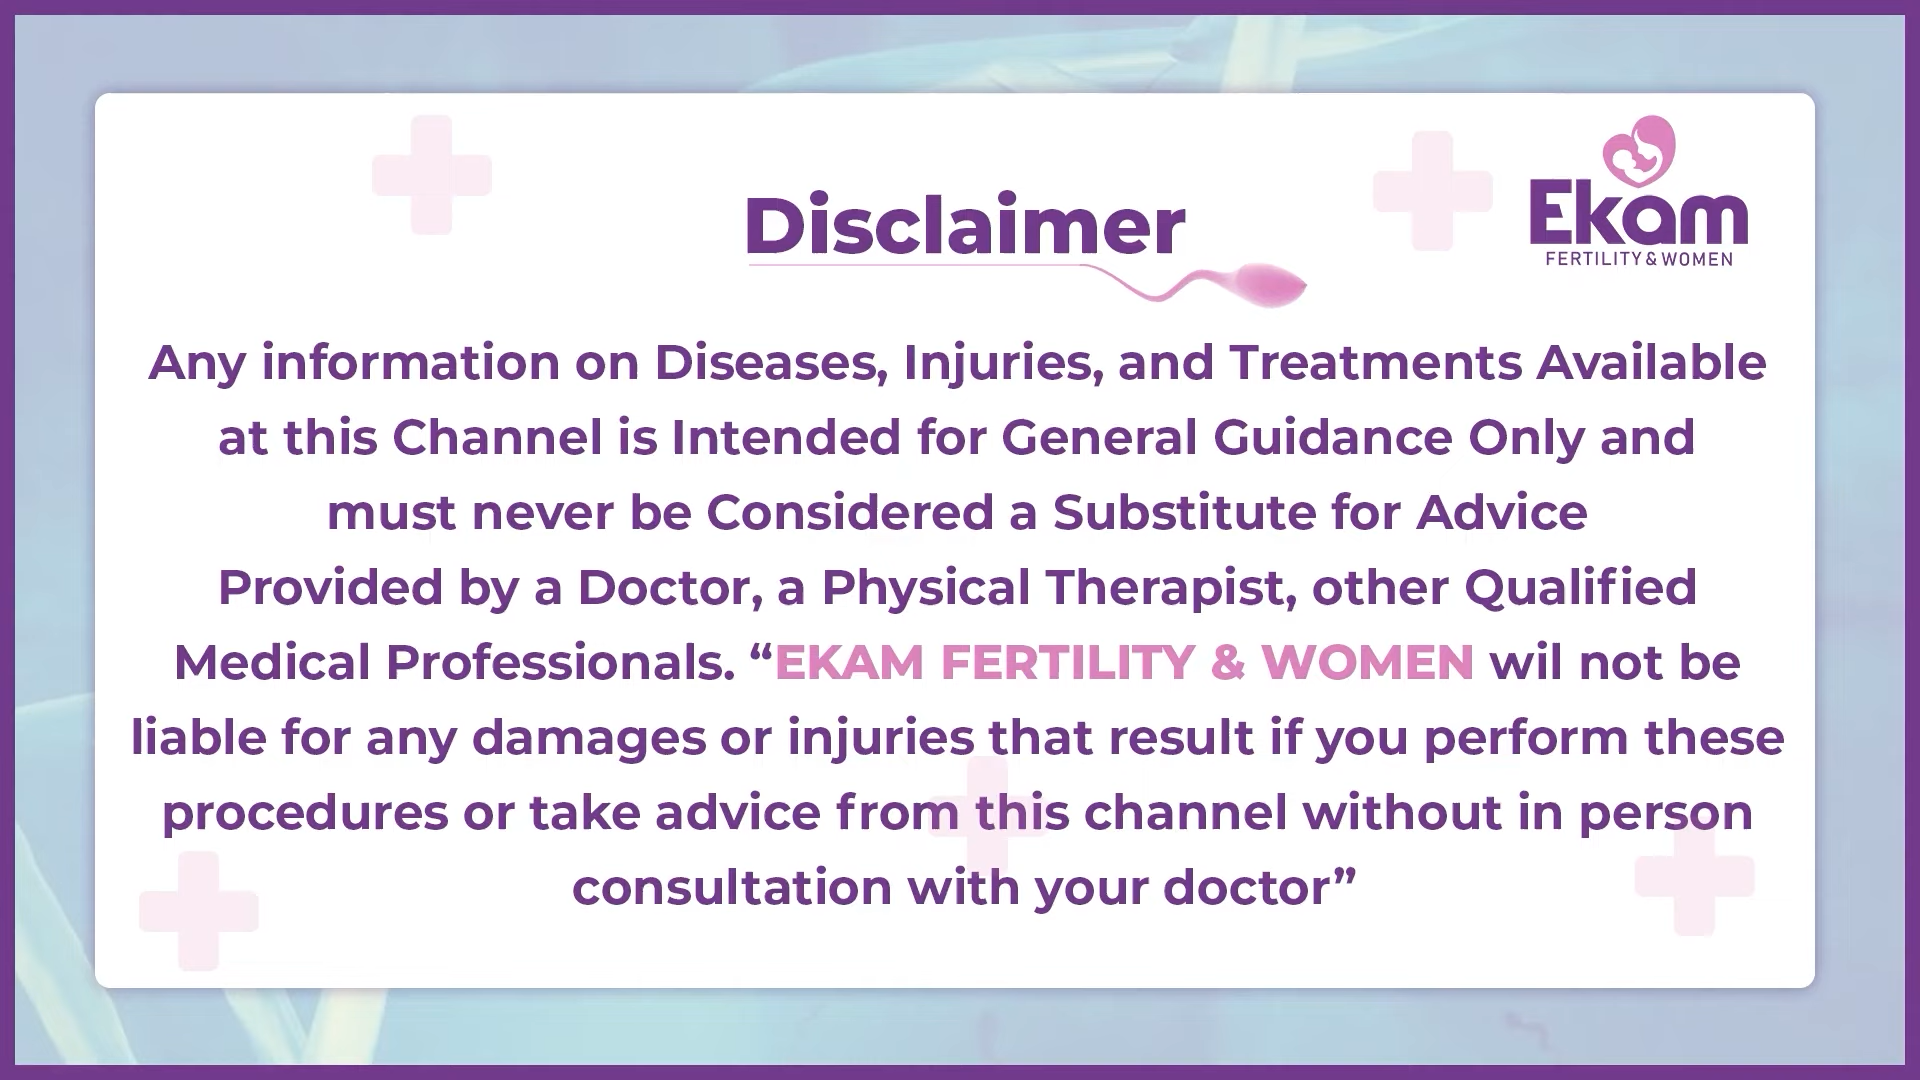 Disclaimer
Ekam
FERTILITY & WOMEN
Any information on Diseases, Injuries, and Treatments Available
at this Channel is Intended for General Guidance Only and
must never be Considered a Substitute for Advice
Provided by a Doctor, a Physical Therapist, other Qualified
Medical Professionals. “EKAM FERTILITY & WOMEN wil not be
liable for any damages or injuries that result if you perform these
procedures or take advice from this channel without in person
consultation with your doctor”